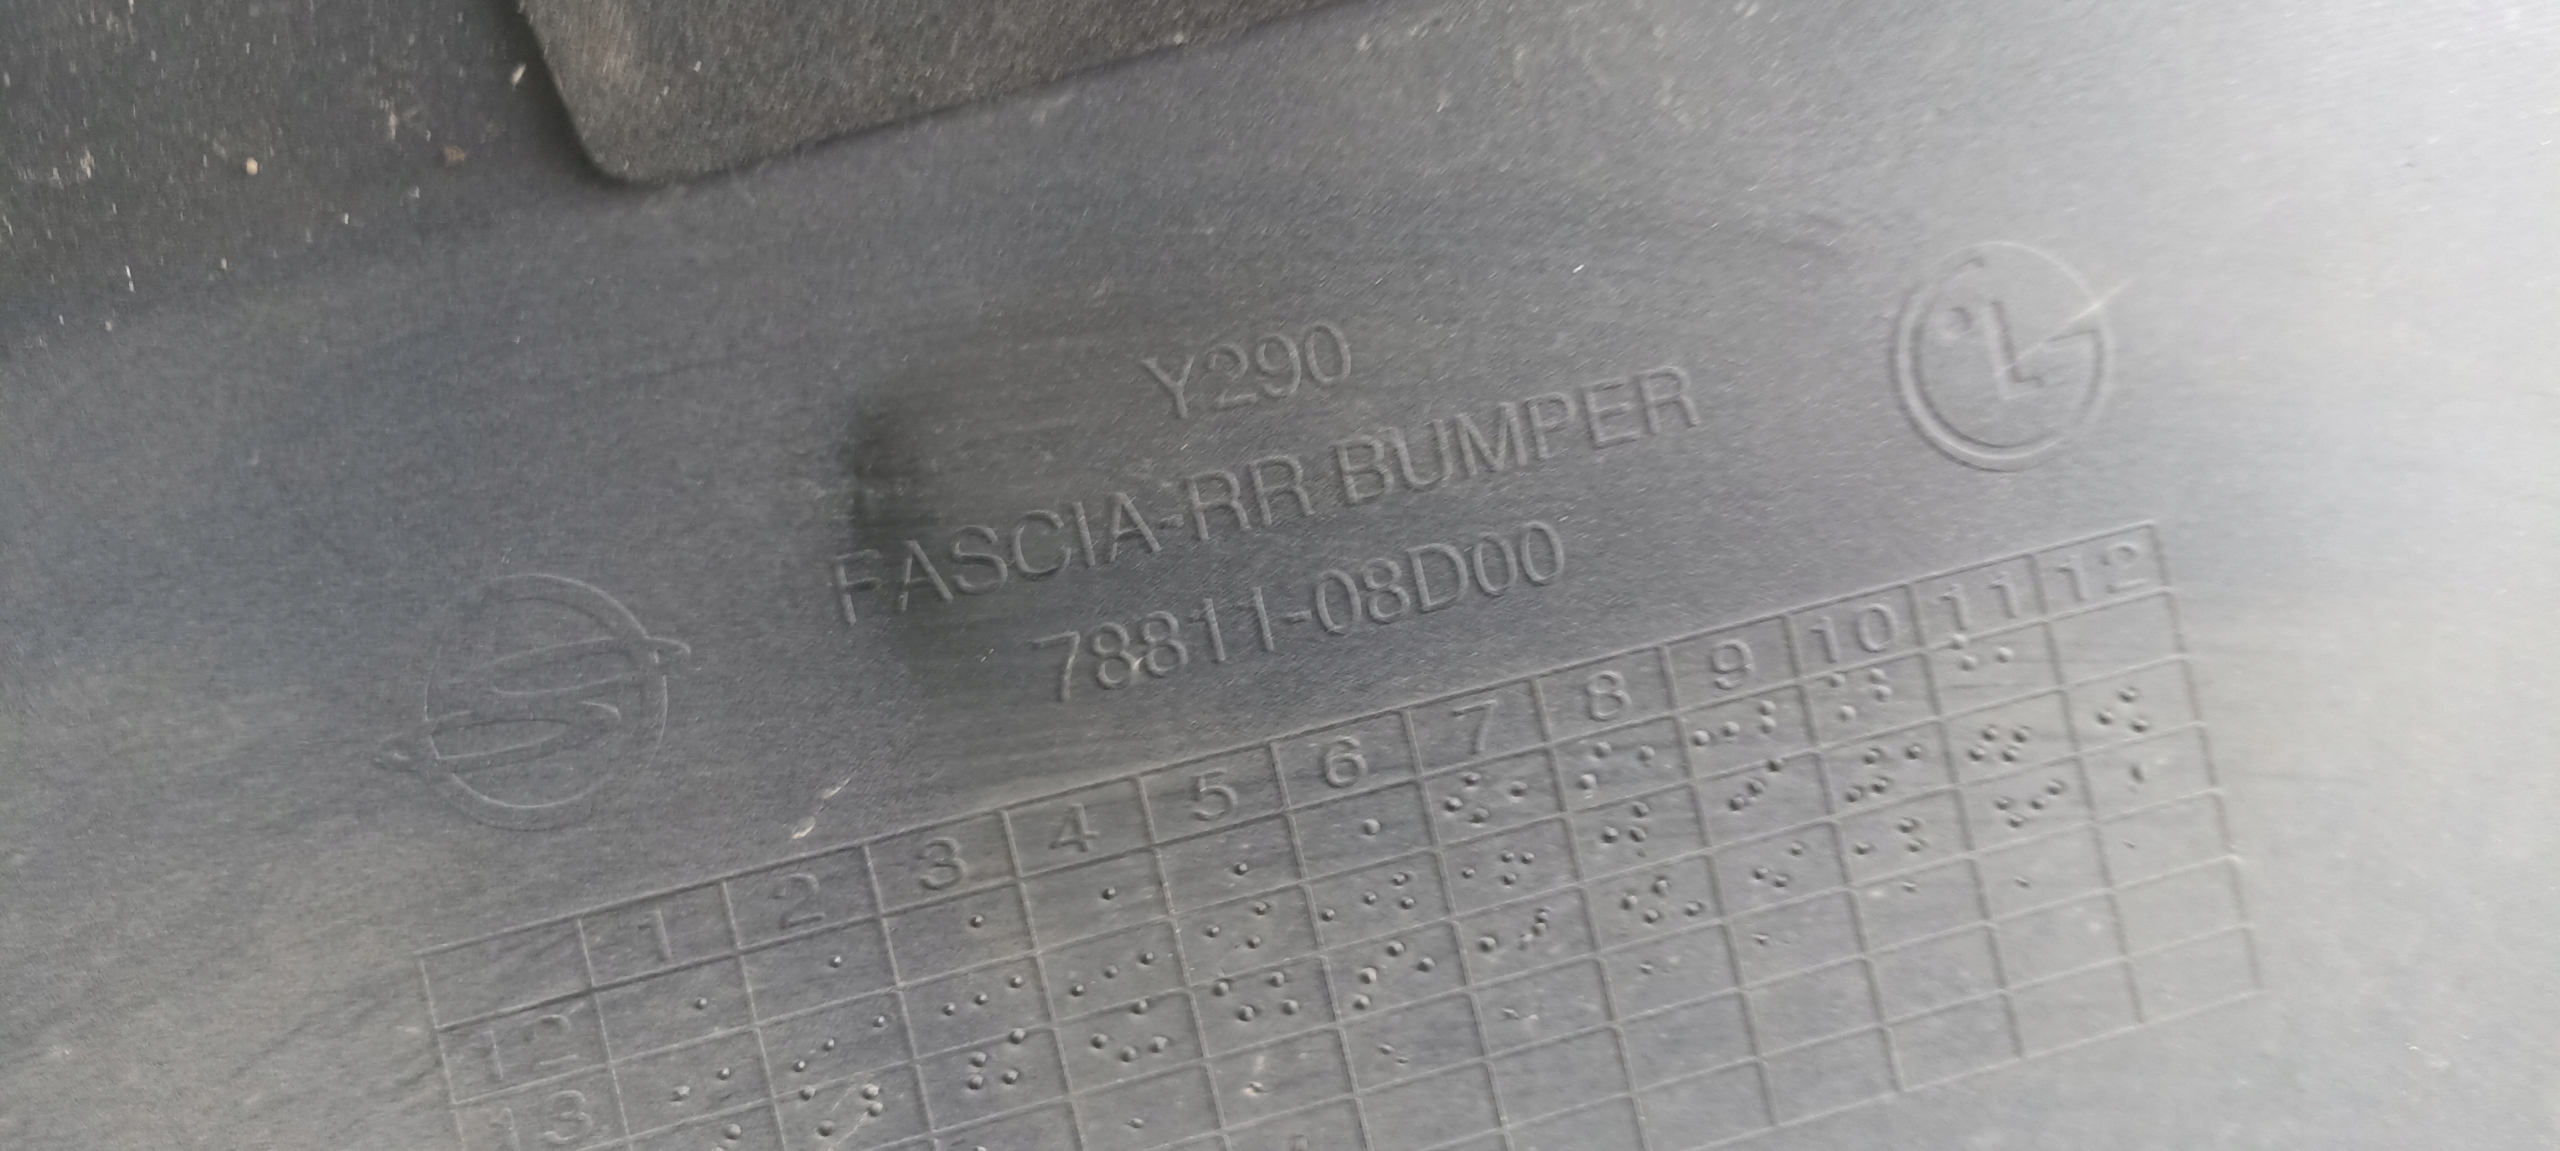 Y290
FASCIA-RR BUMPER
78811-08D00
1 2 3 4 5 6 7 8 9 10 11 12
12
13